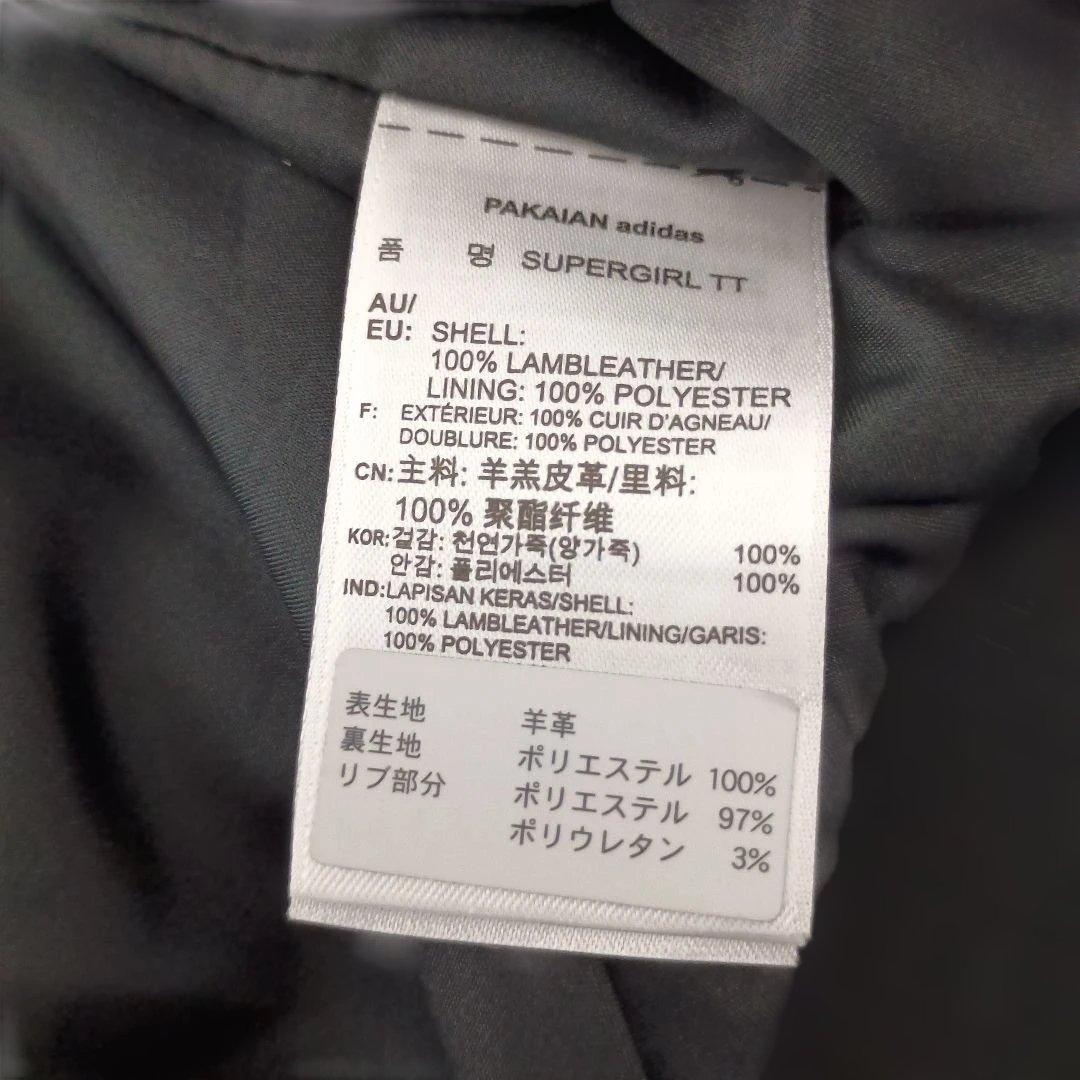 PAKAIAN adidas
품 명 SUPERGIRL TT
AU/
EU: SHELL:
100% LAMBLEATHER/
LINING: 100% POLYESTER
F: EXTÉRIEUR: 100% CUIR D'AGNEAU/
DOUBLURE: 100% POLYESTER
CN: 主料: 羊羔皮革/里料:
100% 聚酯纤维
KOR: 겉감: 천연가죽(양가죽) 100%
안감: 폴리에스터 100%
IND: LAPISAN KERAS/SHELL:
100% LAMBLEATHER/LINING/GARIS:
100% POLYESTER
表生地 羊革
裏生地 ポリエステル 100%
リブ部分 ポリエステル 97%
ポリウレタン 3%